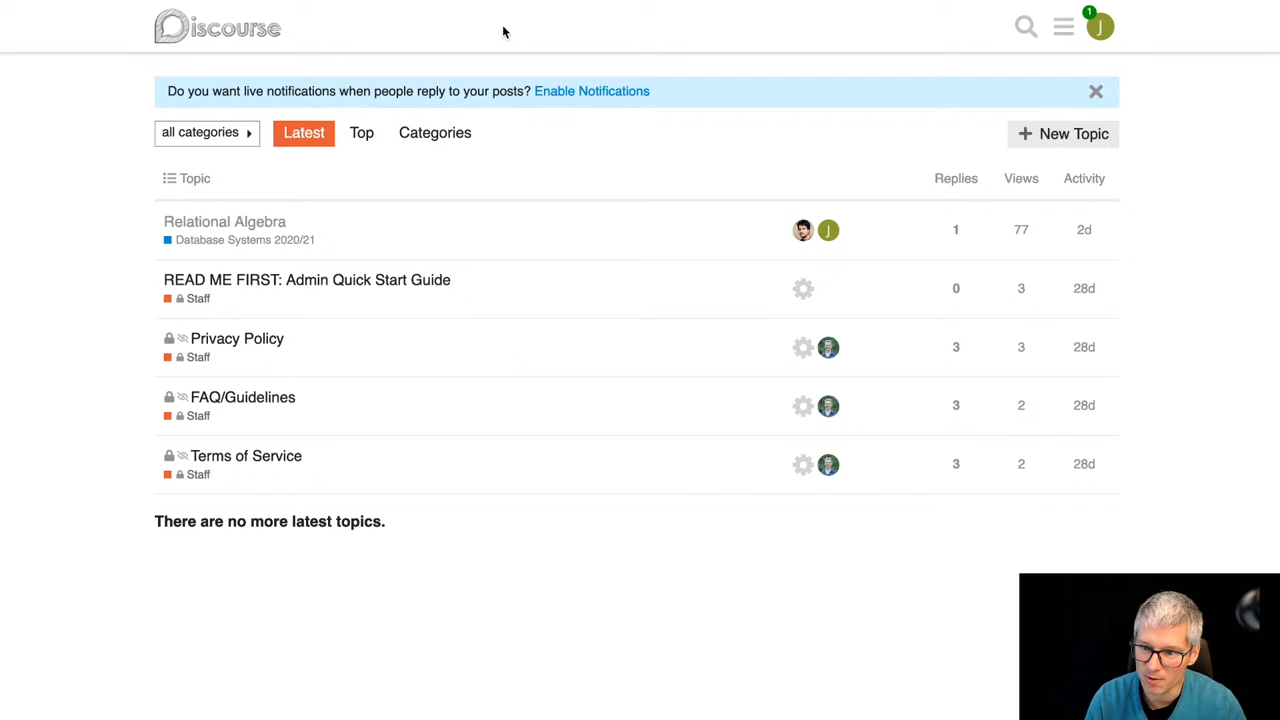 Discourse
1
J
Do you want live notifications when people reply to your posts? Enable Notifications
all categories Latest Top Categories
+ New Topic
Topic Replies Views Activity
Relational Algebra
Database Systems 2020/21
J
1 77 2d
READ ME FIRST: Admin Quick Start Guide
Staff
0 3 28d
Privacy Policy
Staff
3 3 28d
FAQ/Guidelines
Staff
3 2 28d
Terms of Service
Staff
3 2 28d
There are no more latest topics.